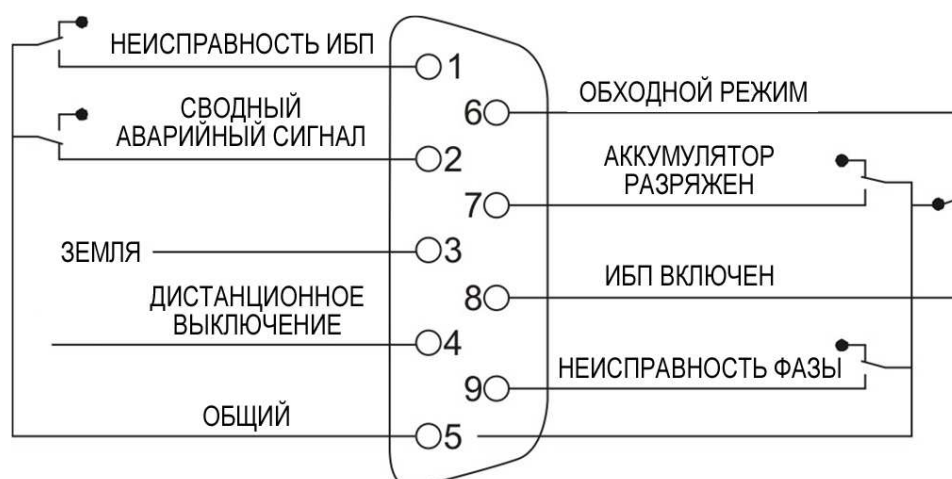 НЕИСПРАВНОСТЬ ИБП
1
СВОДНЫЙ
АВАРИЙНЫЙ СИГНАЛ
2
ЗЕМЛЯ
3
ДИСТАНЦИОННОЕ
ВЫКЛЮЧЕНИЕ
4
ОБЩИЙ
5
6
ОБХОДНОЙ РЕЖИМ
7
АККУМУЛЯТОР
РАЗРЯЖЕН
8
ИБП ВКЛЮЧЕН
9
НЕИСПРАВНОСТЬ ФАЗЫ